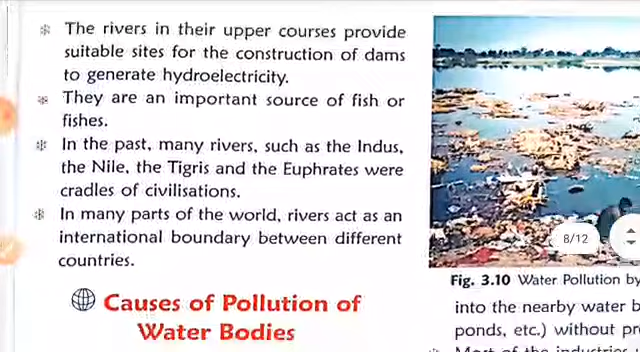 The rivers in their upper courses provide
suitable sites for the construction of dams
to generate hydroelectricity.
They are an important source of fish or
fishes.
In the past, many rivers, such as the Indus,
the Nile, the Tigris and the Euphrates were
cradles of civilisations.
In many parts of the world, rivers act as an
international boundary between different
countries.
Causes of Pollution of
Water Bodies
8/12
Fig. 3.10 Water Pollution by
into the nearby water b
ponds, etc.) without pr
Most of the industries